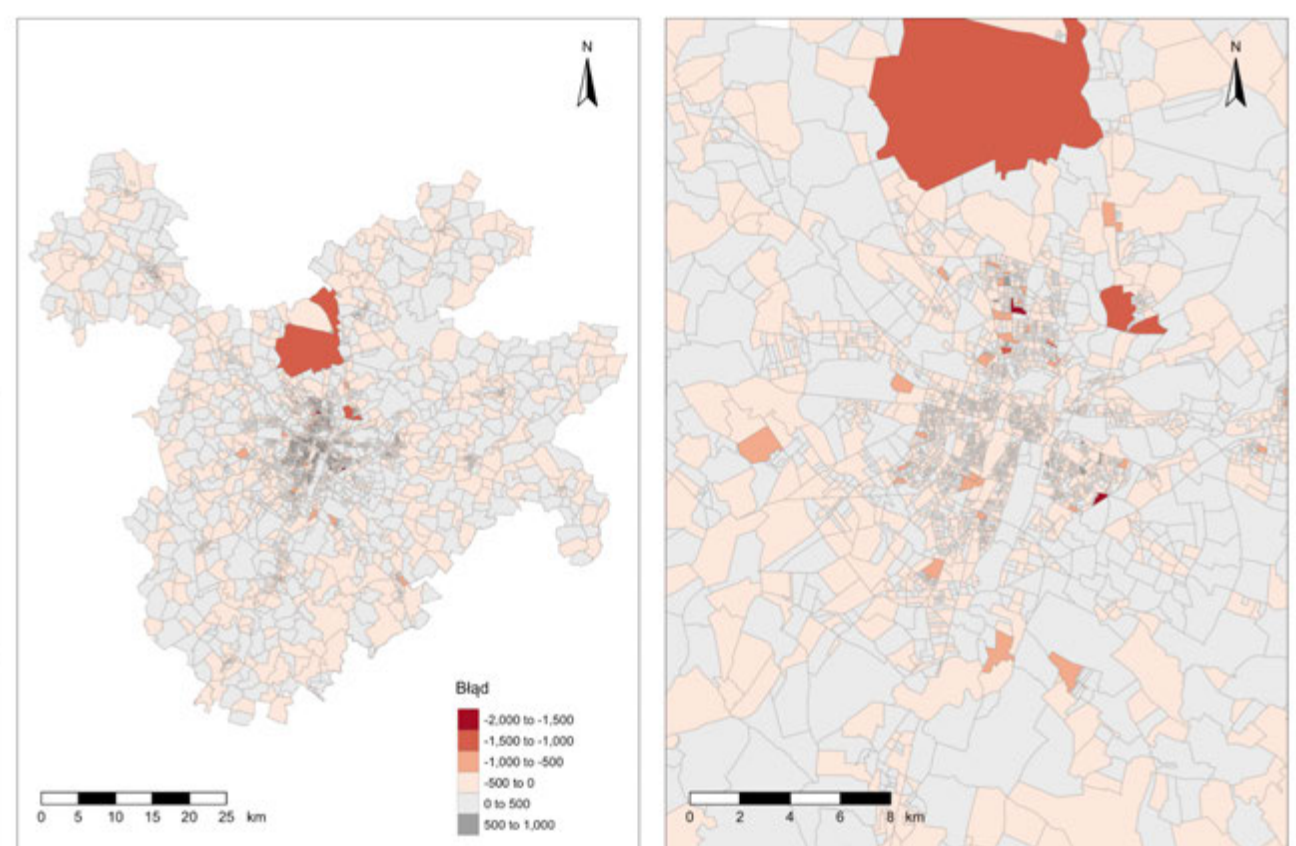 N
Błąd
-2,000 to -1,500
-1,500 to -1,000
-1,000 to -500
-500 to 0
0 to 500
500 to 1,000
0 5 10 15 20 25 km
N
0 2 4 6 8 km